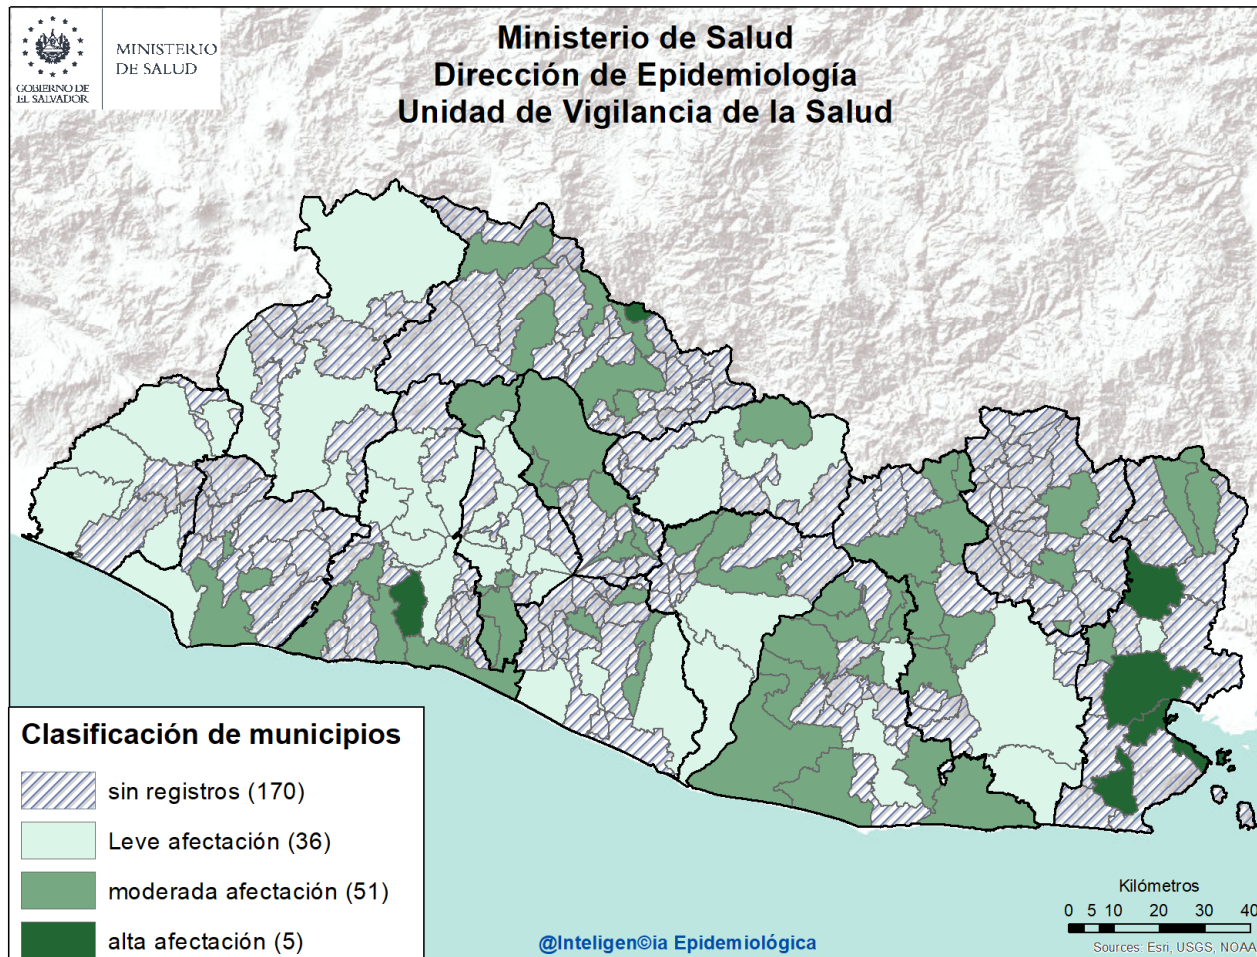 GOBIERNO DE
EL SALVADOR
MINISTERIO
DE SALUD
Ministerio de Salud
Dirección de Epidemiología
Unidad de Vigilancia de la Salud
Clasificación de municipios
sin registros (170)
Leve afectación (36)
moderada afectación (51)
alta afectación (5)
@Inteligen©ia Epidemiológica
Kilómetros
0 5 10 20 30 40
Sources: Esri, USGS, NOAA